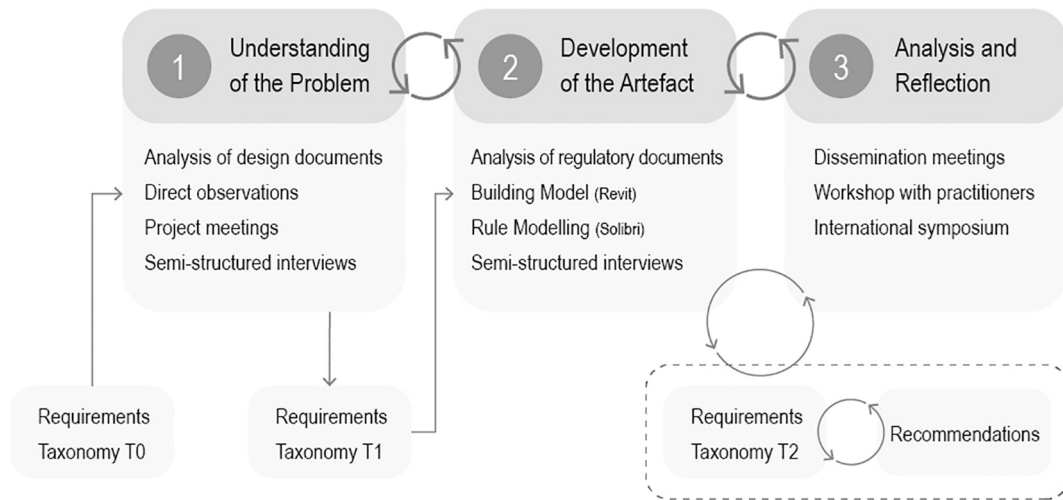 1
Understanding
of the Problem
Analysis of design documents
Direct observations
Project meetings
Semi-structured interviews
2
Development
of the Artefact
Analysis of regulatory documents
Building Model (Revit)
Rule Modelling (Solibri)
Semi-structured interviews
3
Analysis and
Reflection
Dissemination meetings
Workshop with practitioners
International symposium
Requirements
Taxonomy T0
Requirements
Taxonomy T1
Requirements
Taxonomy T2
Recommendations